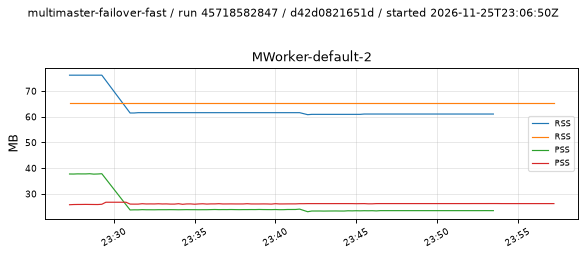 multimaster-failover-fast / run 45718582847 / d42d0821651d / started 2026-11-25T23:06:50Z
MWorker-default-2
MB
70
60
50
40
30
RSS
RSS
PSS
PSS
23:30
23:35
23:40
23:45
23:50
23:55